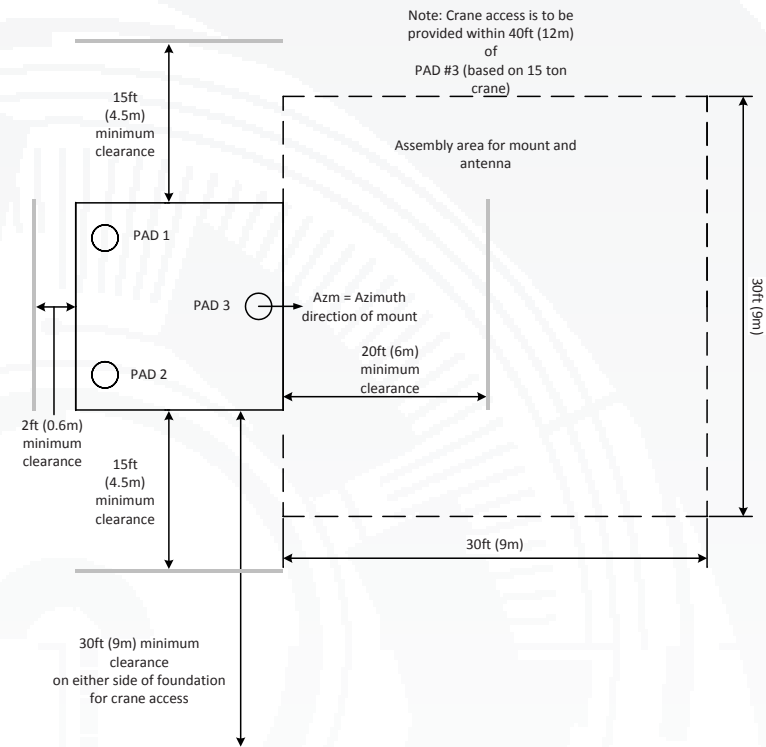 Note: Crane access is to be
provided within 40ft (12m)
of
PAD #3 (based on 15 ton
crane)
15ft
(4.5m)
minimum
clearance
Assembly area for mount and
antenna
PAD 1
PAD 3
Azm = Azimuth
direction of mount
30ft (9m)
PAD 2
20ft (6m)
minimum
clearance
2ft (0.6m)
minimum
clearance
15ft
(4.5m)
minimum
clearance
30ft (9m)
30ft (9m) minimum
clearance
on either side of foundation
for crane access